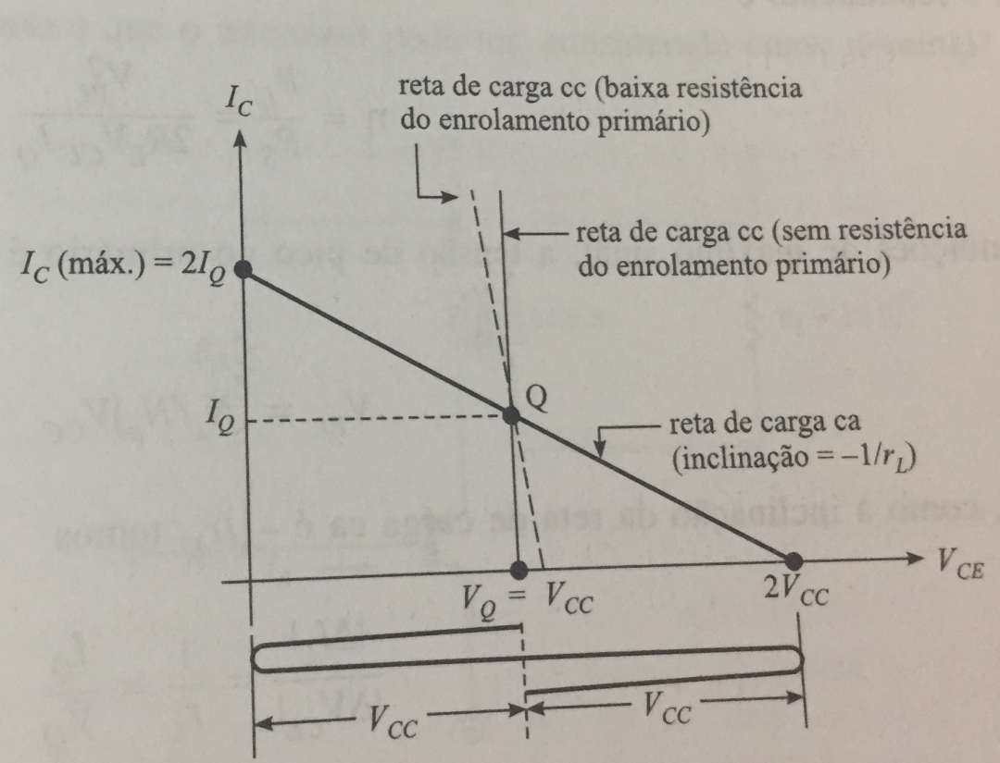 reta de carga cc (baixa resistência
do enrolamento primário)
I_C
reta de carga cc (sem resistência
do enrolamento primário)
I_C (máx.) = 2I_Q
Q
I_Q
reta de carga ca
(inclinação = –1/r_L)
V_CE
V_Q = V_CC
2V_CC
V_CC
V_CC